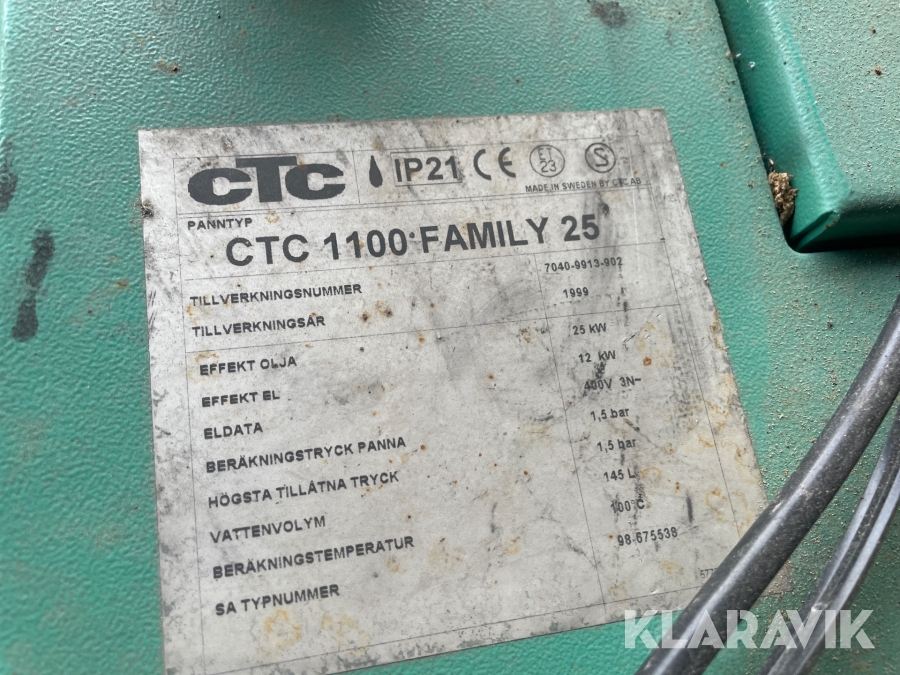 CTC IP21 CE ET 23 S
MADE IN SWEDEN BY CTC AB
PANNTYP
CTC 1100 FAMILY 25
TILLVERKNINGSNUMMER 7040-9913-902
TILLVERKNINGSÅR 1999
EFFEKT OLJA 25 kW
EFFEKT EL 12 kW
ELDATA 400V 3N~
BERÄKNINGSTRYCK PANNA 1,5 bar
HÖGSTA TILLÅTNA TRYCK 1,5 bar
VATTENVOLYM 145 L
BERÄKNINGSTEMPERATUR 100°C
SA TYPNUMMER 98-675538
KLARAVIK